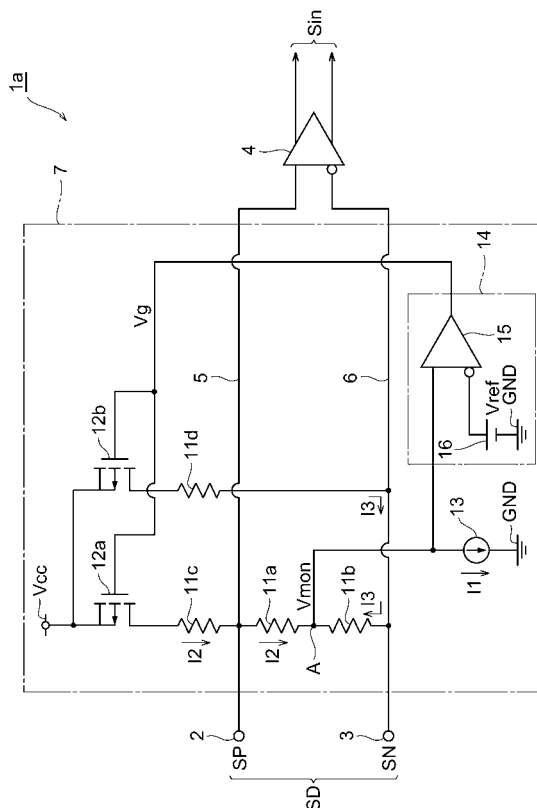 1a
7
Vcc
12a
12b
Vg
11c
11d
I2
5
4
Sin
2
SP
I2
11a
Vmon
A
SD
11b
I3
I3
6
3
SN
14
15
16
Vref
GND
13
I1
GND